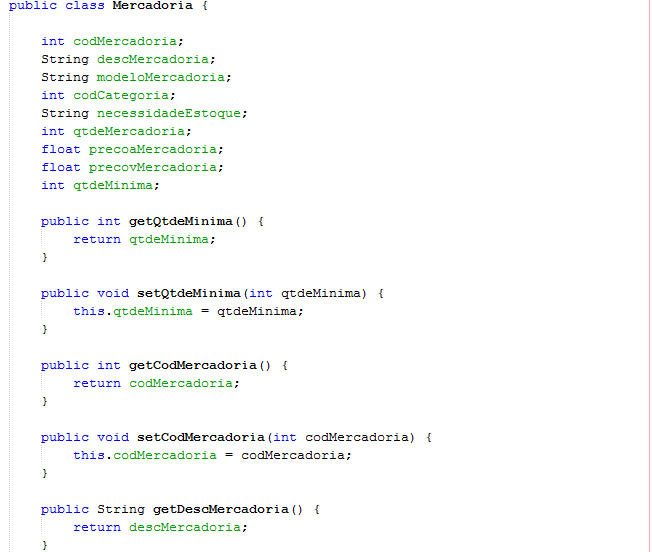 public class Mercadoria {
int codMercadoria;
String descMercadoria;
String modeloMercadoria;
int codCategoria;
String necessidadeEstoque;
int qtdeMercadoria;
float precoaMercadoria;
float precovMercadoria;
int qtdeMinima;
public int getQtdeMinima() {
return qtdeMinima;
}
public void setQtdeMinima(int qtdeMinima) {
this.qtdeMinima = qtdeMinima;
}
public int getCodMercadoria() {
return codMercadoria;
}
public void setCodMercadoria(int codMercadoria) {
this.codMercadoria = codMercadoria;
}
public String getDescMercadoria() {
return descMercadoria;
}